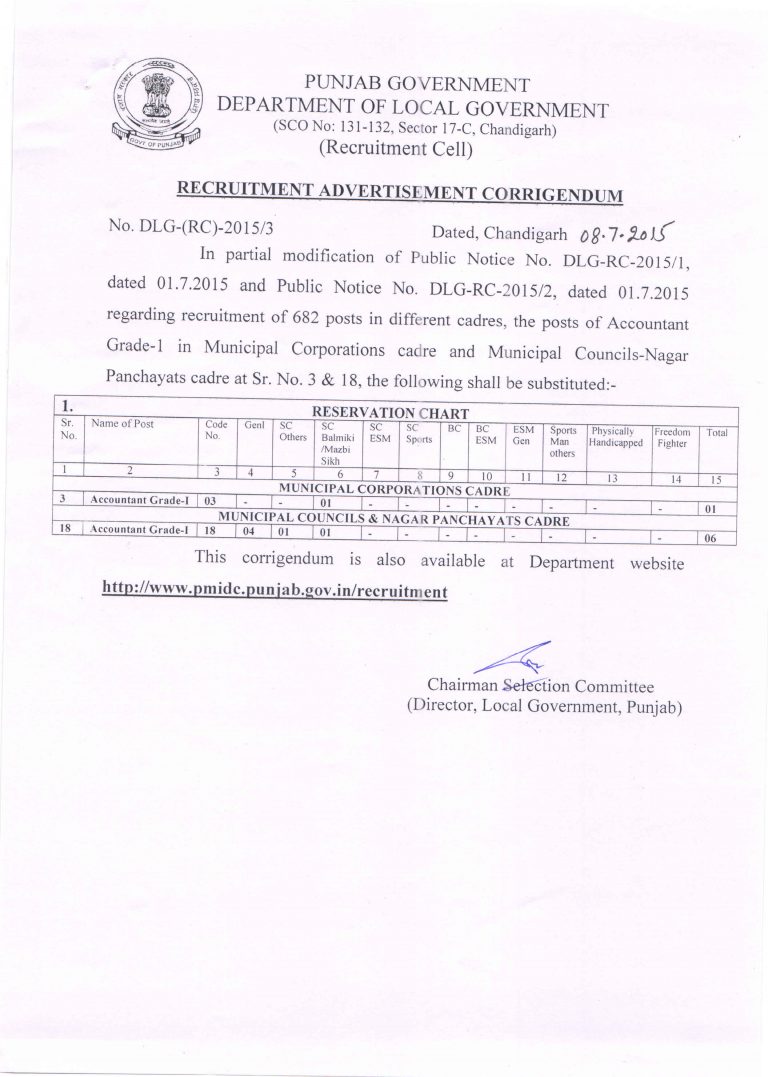 PUNJAB GOVERNMENT
DEPARTMENT OF LOCAL GOVERNMENT
(SCO No: 131-132, Sector 17-C, Chandigarh)
(Recruitment Cell)
GOVT OF PUNJAB
RECRUITMENT ADVERTISEMENT CORRIGENDUM
No. DLG-(RC)-2015/3 Dated, Chandigarh 08.7.2015
In partial modification of Public Notice No. DLG-RC-2015/1,
dated 01.7.2015 and Public Notice No. DLG-RC-2015/2, dated 01.7.2015
regarding recruitment of 682 posts in different cadres, the posts of Accountant
Grade-1 in Municipal Corporations cadre and Municipal Councils-Nagar
Panchayats cadre at Sr. No. 3 & 18, the following shall be substituted:-
1. RESERVATION CHART
Sr. No. Name of Post Code No. Genl SC Others SC Balmiki /Mazbi Sikh SC ESM SC Sports BC BC ESM ESM Gen Sports Man others Physically Handicapped Freedom Fighter Total
1 2 3 4 5 6 7 8 9 10 11 12 13 14 15
MUNICIPAL CORPORATIONS CADRE
3 Accountant Grade-I 03 - - 01 - - - - - - - - 01
MUNICIPAL COUNCILS & NAGAR PANCHAYATS CADRE
18 Accountant Grade-I 18 04 01 01 - - - - - - - - 06
This corrigendum is also available at Department website
http://www.pmidc.punjab.gov.in/recruitment
Chairman Selection Committee
(Director, Local Government, Punjab)